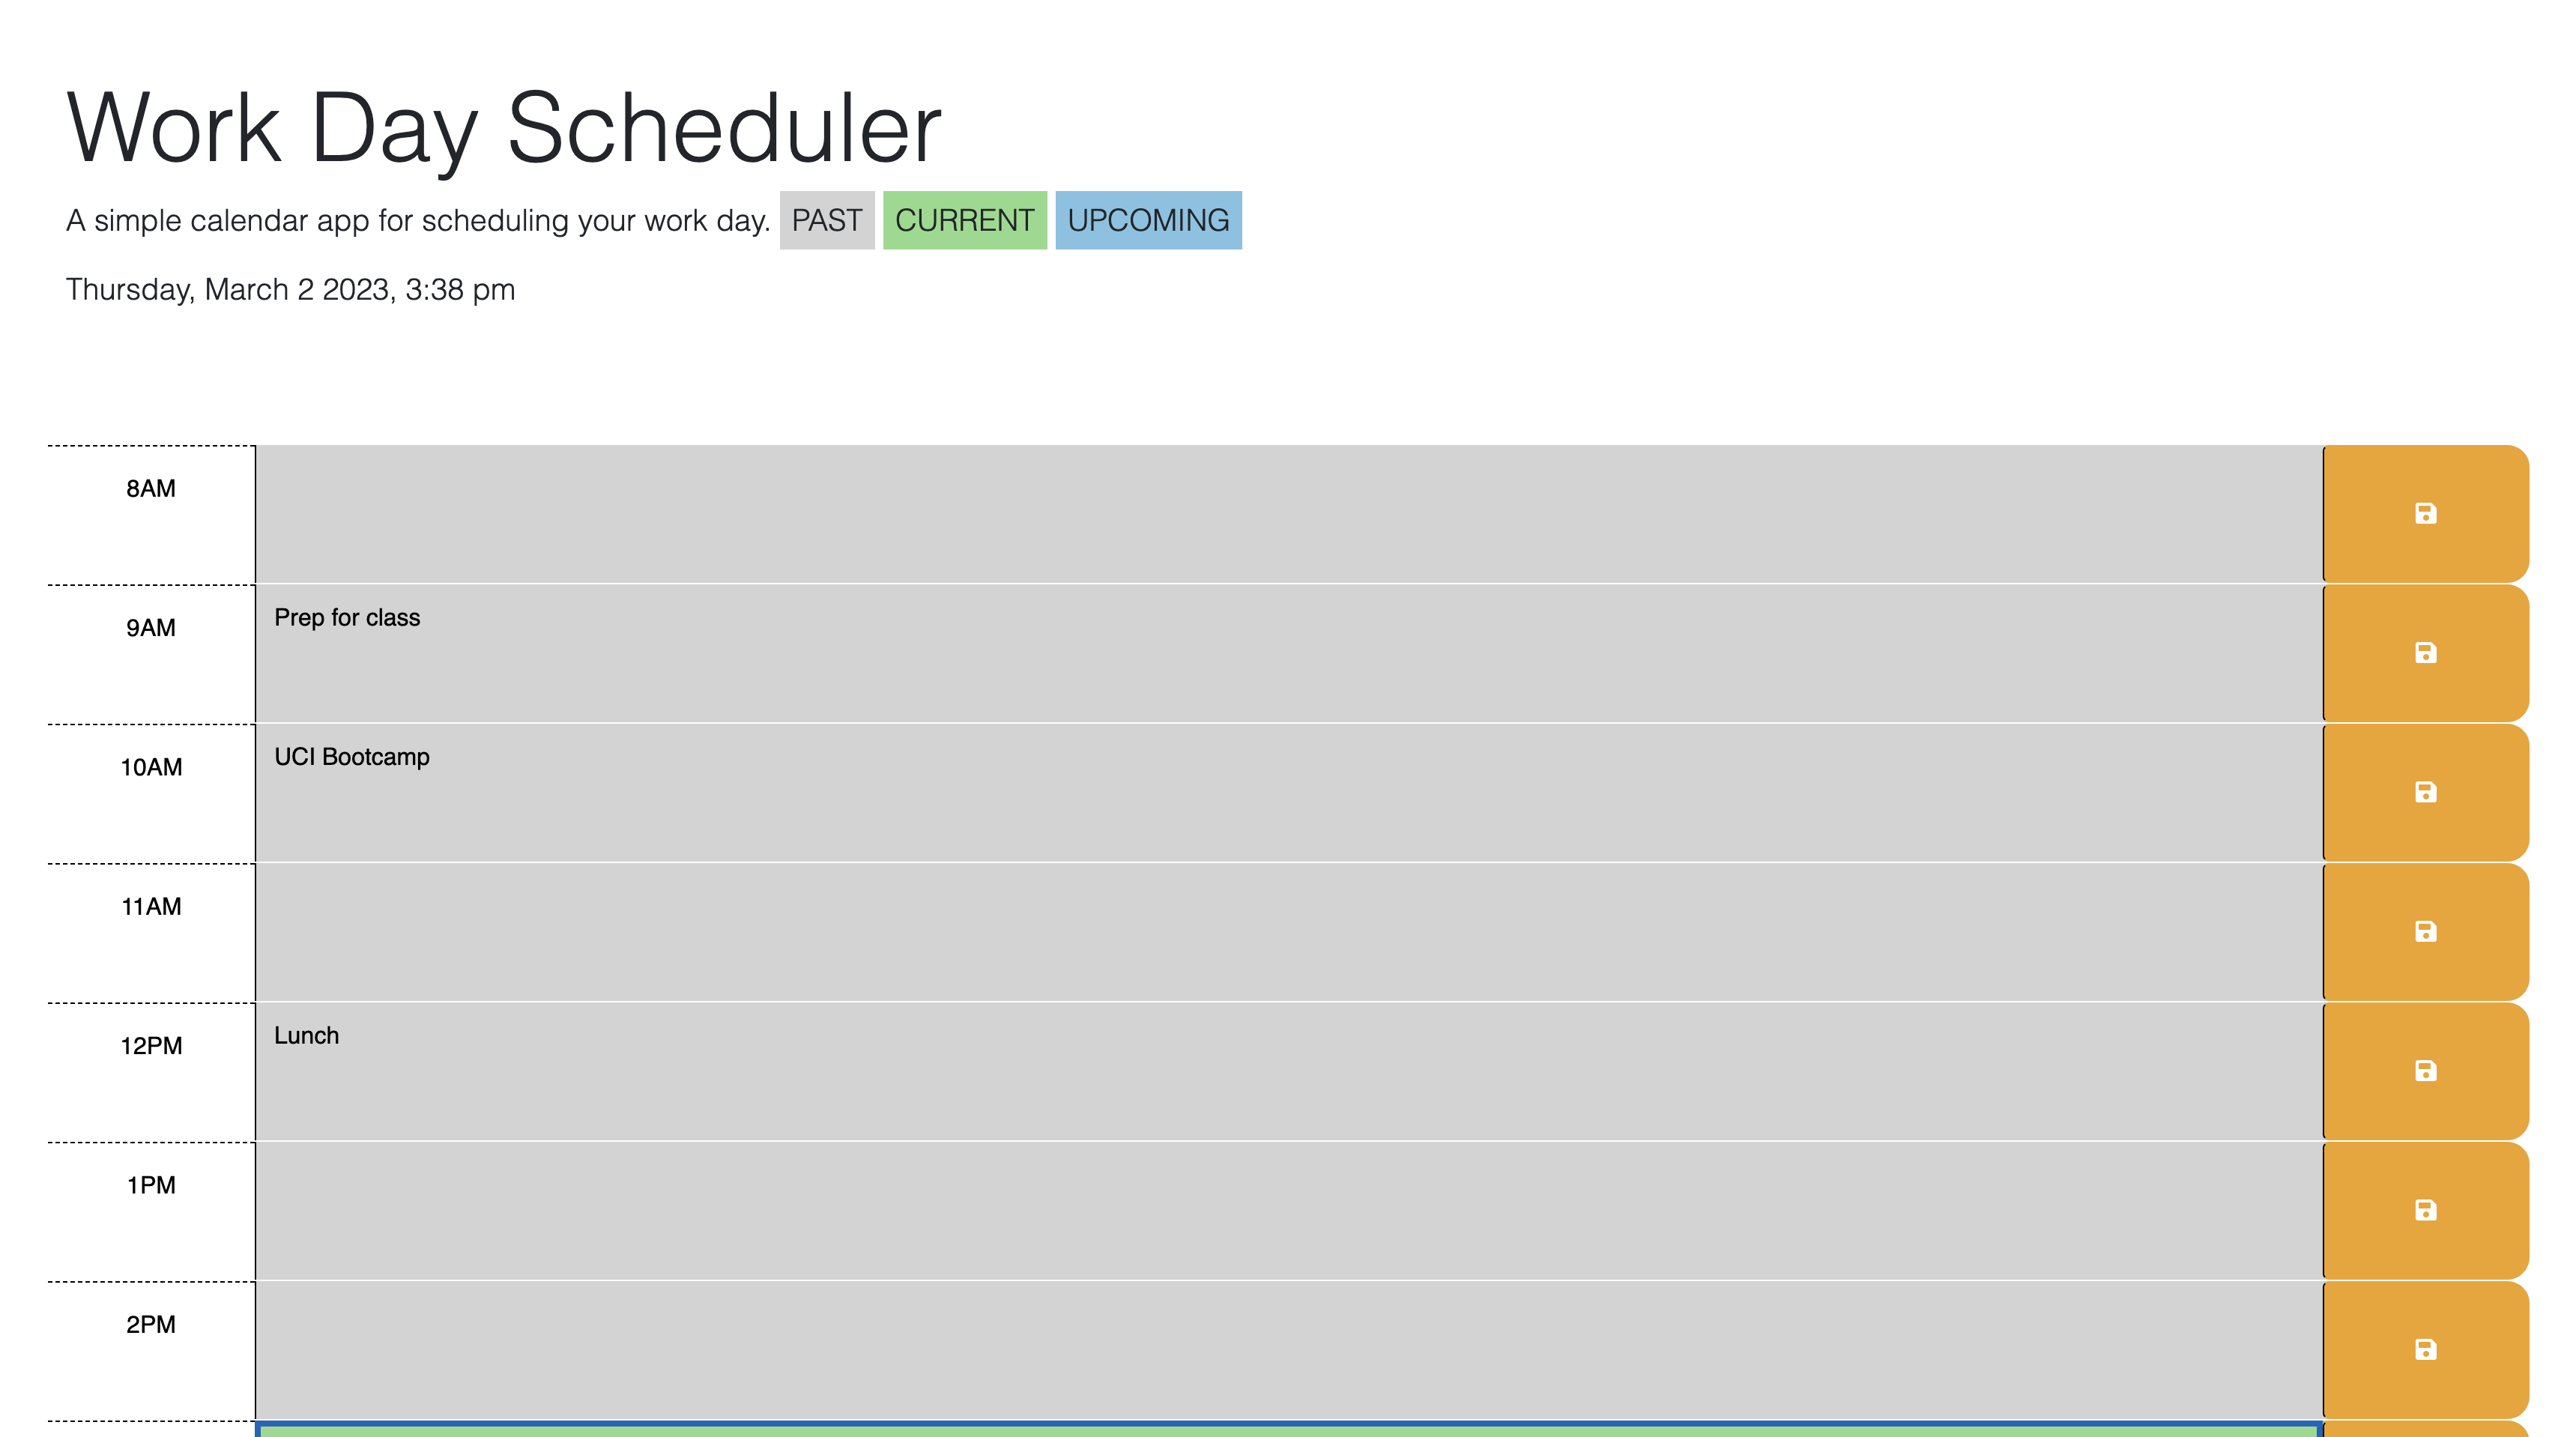 Work Day Scheduler
A simple calendar app for scheduling your work day. PAST CURRENT UPCOMING
Thursday, March 2 2023, 3:38 pm
8AM
9AM Prep for class
10AM UCI Bootcamp
11AM
12PM Lunch
1PM
2PM